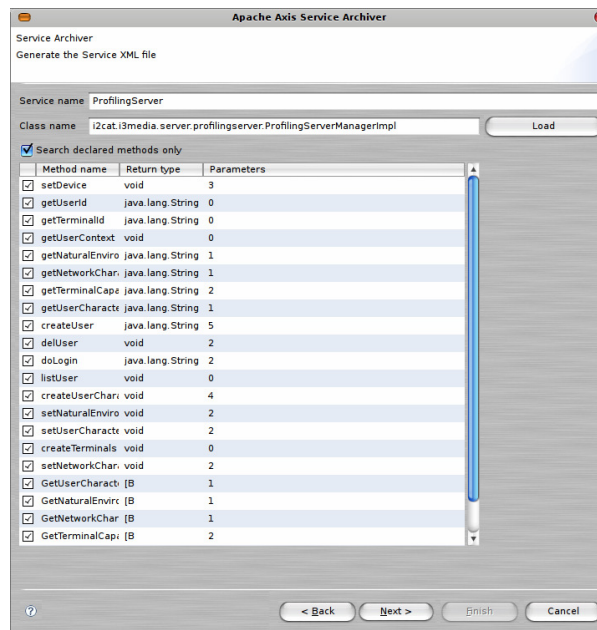 Apache Axis Service Archiver
Service Archiver
Generate the Service XML file
Service name ProfilingServer
Class name i2cat.i3media.server.profilingserver.ProfilingServerManagerImpl Load
Search declared methods only
Method name Return type Parameters
setDevice void 3
getUserId java.lang.String 0
getTerminalId java.lang.String 0
getUserContext void 0
getNaturalEnviro java.lang.String 1
getNetworkChar java.lang.String 1
getTerminalCapa java.lang.String 2
getUserCharacte java.lang.String 1
createUser java.lang.String 5
delUser void 2
doLogin java.lang.String 2
listUser void 0
createUserChara void 4
setNaturalEnviro void 2
setUserCharacte void 2
createTerminals void 0
setNetworkChar void 2
GetUserCharact [B 1
GetNaturalEnvirc [B 1
GetNetworkChar [B 1
GetTerminalCapa [B 2
? < Back Next > Finish Cancel